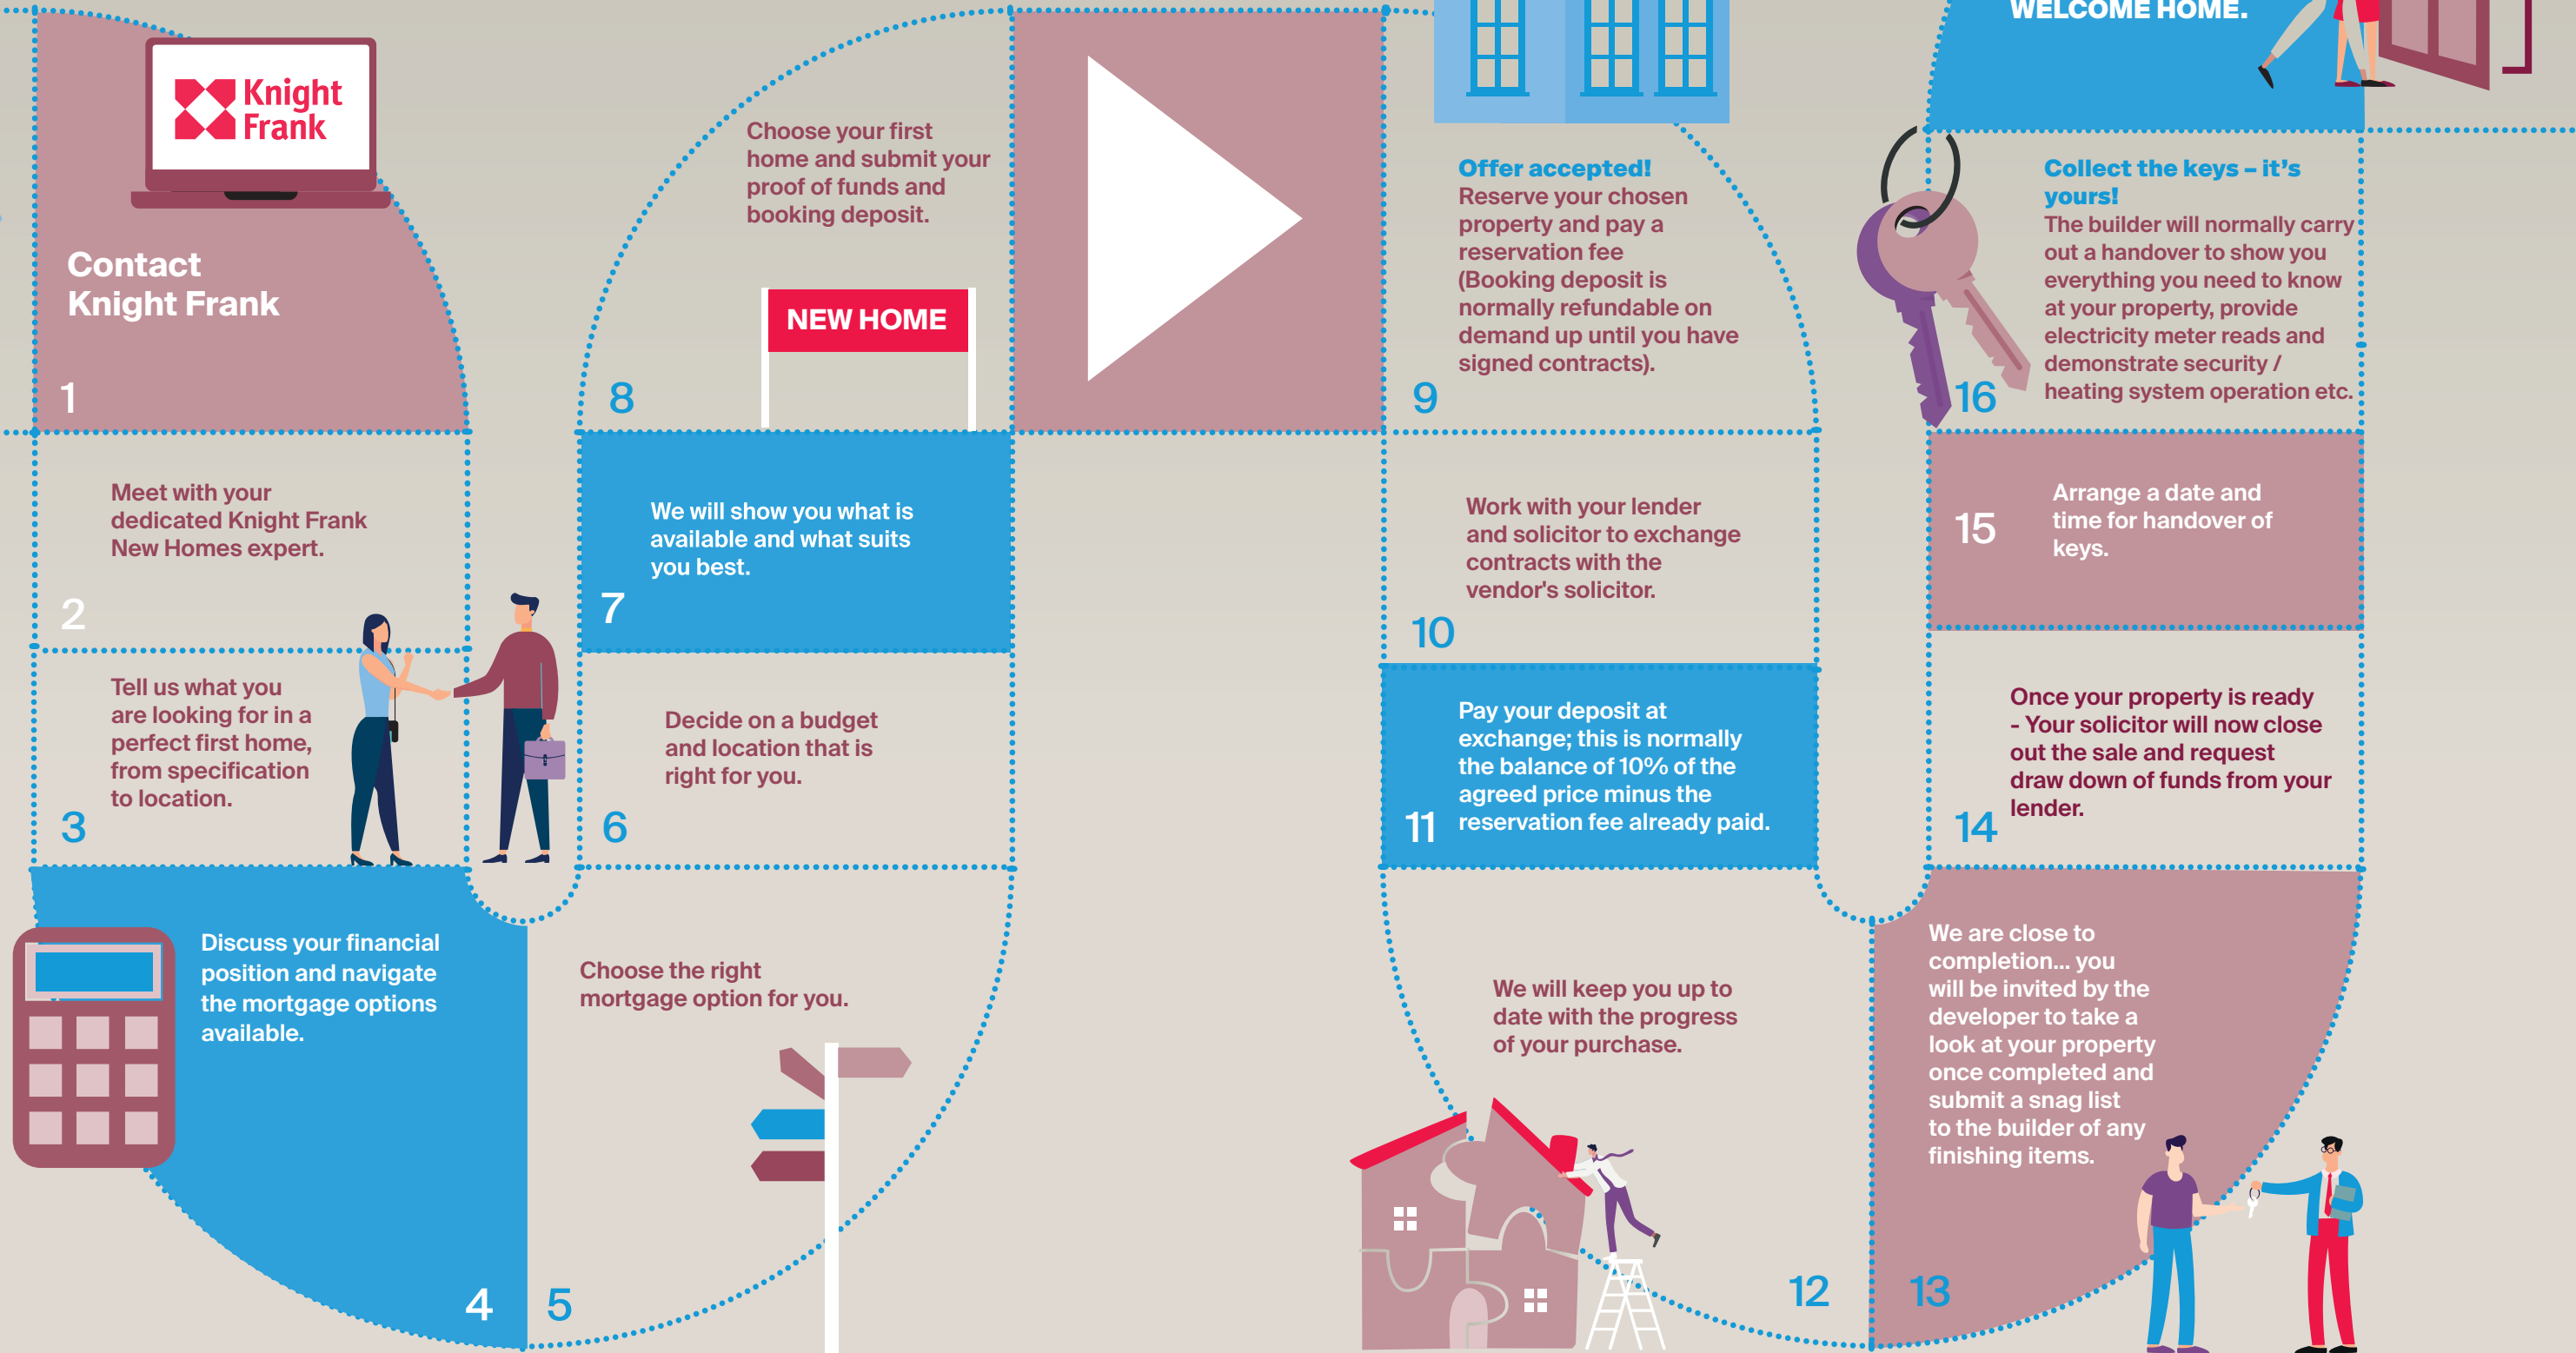 Knight
Frank
Contact
Knight Frank
1
Meet with your
dedicated Knight Frank
New Homes expert.
2
Tell us what you
are looking for in a
perfect first home,
from specification
to location.
3
Discuss your financial
position and navigate
the mortgage options
available.
4
Choose the right
mortgage option for you.
5
Decide on a budget
and location that is
right for you.
6
We will show you what is
available and what suits
you best.
7
Choose your first
home and submit your
proof of funds and
booking deposit.
NEW HOME
8
Offer accepted!
Reserve your chosen
property and pay a
reservation fee
(Booking deposit is
normally refundable on
demand up until you have
signed contracts).
9
Work with your lender
and solicitor to exchange
contracts with the
vendor's solicitor.
10
Pay your deposit at
exchange; this is normally
the balance of 10% of the
agreed price minus the
reservation fee already paid.
11
We will keep you up to
date with the progress
of your purchase.
12
We are close to
completion... you
will be invited by the
developer to take a
look at your property
once completed and
submit a snag list
to the builder of any
finishing items.
13
Once your property is ready
- Your solicitor will now close
out the sale and request
draw down of funds from your
lender.
14
Arrange a date and
time for handover of
keys.
15
Collect the keys – it's
yours!
The builder will normally carry
out a handover to show you
everything you need to know
at your property, provide
electricity meter reads and
demonstrate security /
heating system operation etc.
16
WELCOME HOME.